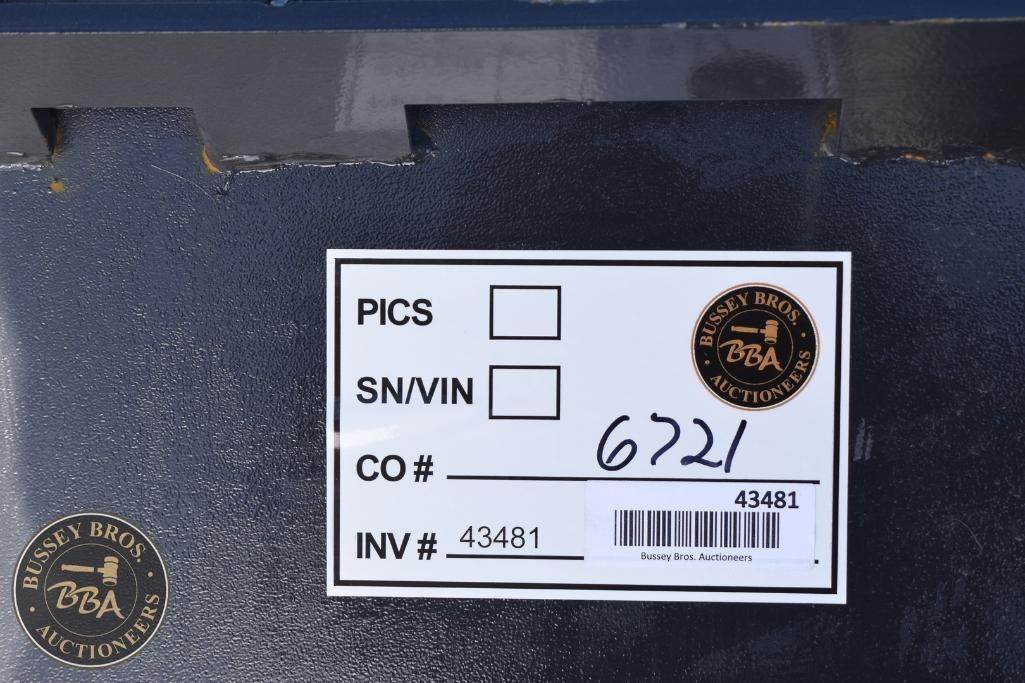 PICS
BUSSEY BROS.
BBA
AUCTIONEERS
SN/VIN
CO # 6721
43481
INV # 43481
Bussey Bros. Auctioneers
BUSSEY BROS.
BBA
AUCTIONEERS